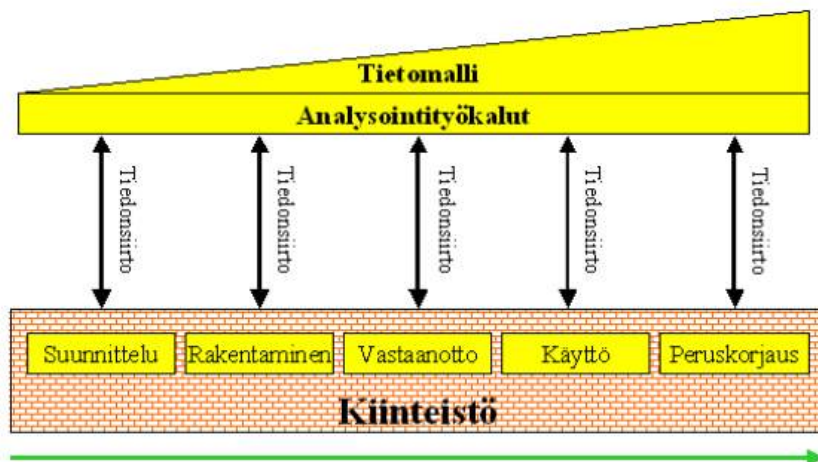 Tietomalli
Analysointityökalut
Tiedonsiirto
Tiedonsiirto
Tiedonsiirto
Tiedonsiirto
Tiedonsiirto
Suunnittelu
Rakentaminen
Vastaanotto
Käyttö
Peruskorjaus
Kiinteistö